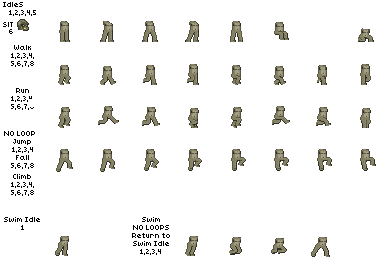 IdleS
1,2,3,4,5
SIT
6
Walk
1,2,3,4,
5,6,7,8
Run
1,2,3,4
5,6,7,
NO LOOP
Jump
1,2,3,4
Fall
5,6,7,8
Climb
1,2,3,4,
5,6,7,8
Swim Idle
1
Swim
NO LOOPS
Return to
Swim Idle
1,2,3,4